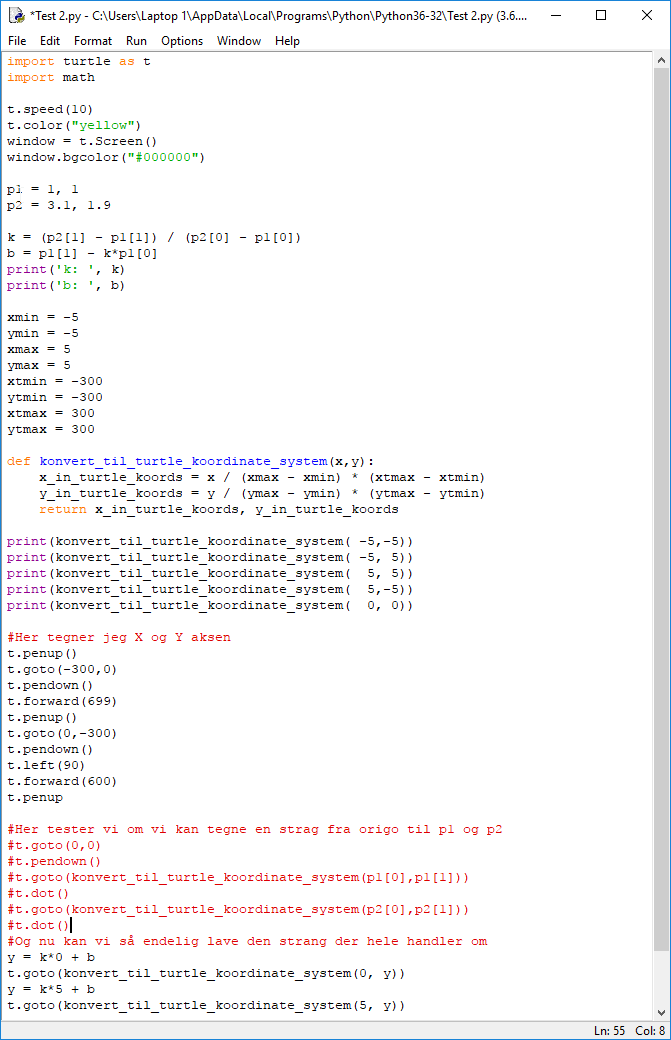 *Test 2.py - C:\Users\Laptop 1\AppData\Local\Programs\Python\Python36-32\Test 2.py (3.6....
File Edit Format Run Options Window Help
import turtle as t
import math

t.speed(10)
t.color("yellow")
window = t.Screen()
window.bgcolor("#000000")

p1 = 1, 1
p2 = 3.1, 1.9

k = (p2[1] - p1[1]) / (p2[0] - p1[0])
b = p1[1] - k*p1[0]
print('k: ', k)
print('b: ', b)

xmin = -5
ymin = -5
xmax = 5
ymax = 5
xtmin = -300
ytmin = -300
xtmax = 300
ytmax = 300

def konvert_til_turtle_koordinate_system(x,y):
    x_in_turtle_koords = x / (xmax - xmin) * (xtmax - xtmin)
    y_in_turtle_koords = y / (ymax - ymin) * (ytmax - ytmin)
    return x_in_turtle_koords, y_in_turtle_koords

print(konvert_til_turtle_koordinate_system( -5,-5))
print(konvert_til_turtle_koordinate_system( -5, 5))
print(konvert_til_turtle_koordinate_system(  5, 5))
print(konvert_til_turtle_koordinate_system(  5,-5))
print(konvert_til_turtle_koordinate_system(  0, 0))

#Her tegner jeg X og Y aksen
t.penup()
t.goto(-300,0)
t.pendown()
t.forward(699)
t.penup()
t.goto(0,-300)
t.pendown()
t.left(90)
t.forward(600)
t.penup

#Her tester vi om vi kan tegne en strag fra origo til p1 og p2
#t.goto(0,0)
#t.pendown()
#t.goto(konvert_til_turtle_koordinate_system(p1[0],p1[1]))
#t.dot()
#t.goto(konvert_til_turtle_koordinate_system(p2[0],p2[1]))
#t.dot()
#Og nu kan vi så endelig lave den strang der hele handler om
y = k*0 + b
t.goto(konvert_til_turtle_koordinate_system(0, y))
y = k*5 + b
t.goto(konvert_til_turtle_koordinate_system(5, y))
Ln: 55 Col: 8